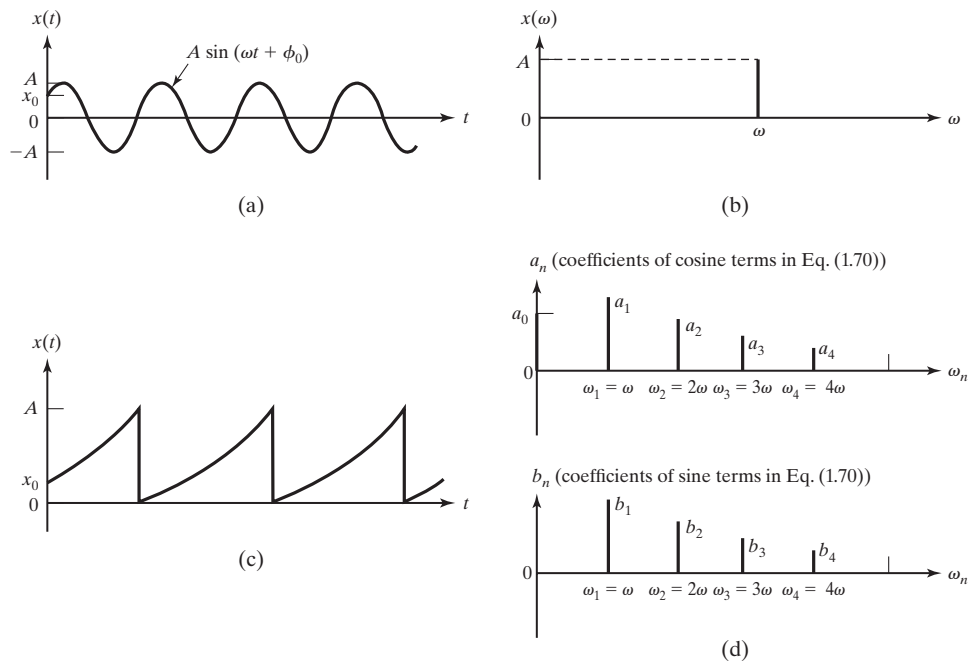 x(t)
A sin (ωt + ϕ₀)
A
x₀
0
−A
t
(a)
x(ω)
A
0
ω
ω
(b)
x(t)
A
x₀
0
t
(c)
aₙ (coefficients of cosine terms in Eq. (1.70))
a₀
a₁
a₂
a₃
a₄
0
ωₙ
ω₁ = ω ω₂ = 2ω ω₃ = 3ω ω₄ = 4ω
bₙ (coefficients of sine terms in Eq. (1.70))
b₁
b₂
b₃
b₄
0
ωₙ
ω₁ = ω ω₂ = 2ω ω₃ = 3ω ω₄ = 4ω
(d)